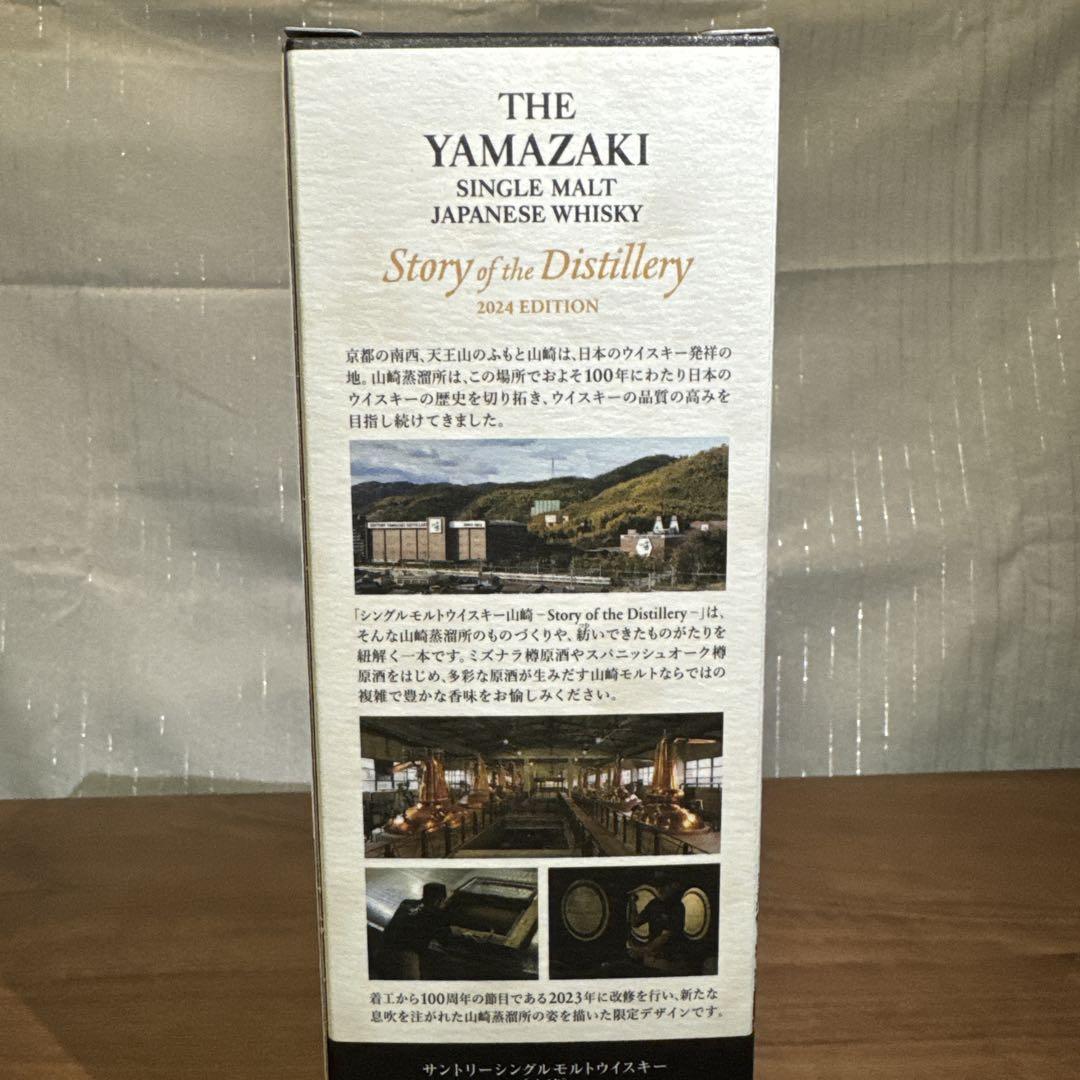 THE
YAMAZAKI
SINGLE MALT
JAPANESE WHISKY
Story of the Distillery
2024 EDITION
京都の南西、天王山のふもと山崎は、日本のウイスキー発祥の
地。山崎蒸溜所は、この場所でおよそ100年にわたり日本の
ウイスキーの歴史を切り拓き、ウイスキーの品質の高みを
目指し続けてきました。
SUNTORY YAMAZAKI DISTILLERY
「シングルモルトウイスキー山崎 −Story of the Distillery−」は、
そんな山崎蒸溜所のものづくりや、紡いできたものがたりを
紐解く一本です。ミズナラ樽原酒やスパニッシュオーク樽
原酒をはじめ、多彩な原酒が生みだす山崎モルトならではの
複雑で豊かな香味をお愉しみください。
着工から100周年の節目である2023年に改修を行い、新たな
息吹を注がれた山崎蒸溜所の姿を描いた限定デザインです。
サントリーシングルモルトウイスキー